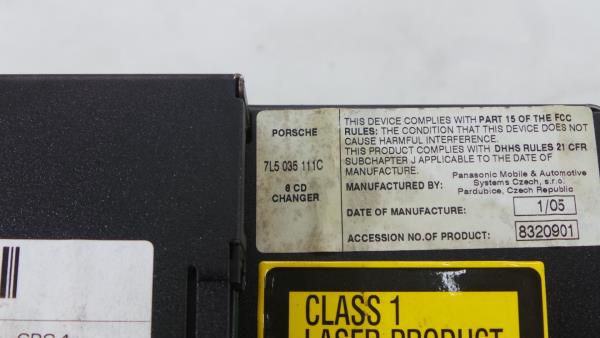 PORSCHE
7L5 035 111C
6 CD
CHANGER
THIS DEVICE COMPLIES WITH PART 15 OF THE FCC
RULES: THE CONDITION THAT THIS DEVICE DOES NOT
CAUSE HARMFUL INTERFERENCE.
THIS PRODUCT COMPLIES WITH DHHS RULES 21 CFR
SUBCHAPTER J APPLICABLE TO THE DATE OF
MANUFACTURE.
MANUFACTURED BY: Panasonic Mobile & Automotive
Systems Czech, s.r.o.
Pardubice, Czech Republic
DATE OF MANUFACTURE: 1/05
ACCESSION NO.OF PRODUCT: 8320901
CLASS 1
LASER PRODUCT